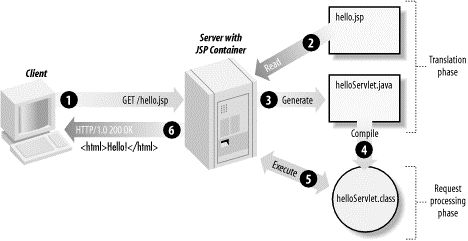 hello.jsp
Server with
JSP Container
2
Read
Translation
phase
Client
1
GET /hello.jsp
3
Generate
helloServlet.java
HTTP/1.0 200 OK
6
Compile
<html>Hello!</html>
4
Execute
5
helloServlet.class
Request
processing
phase